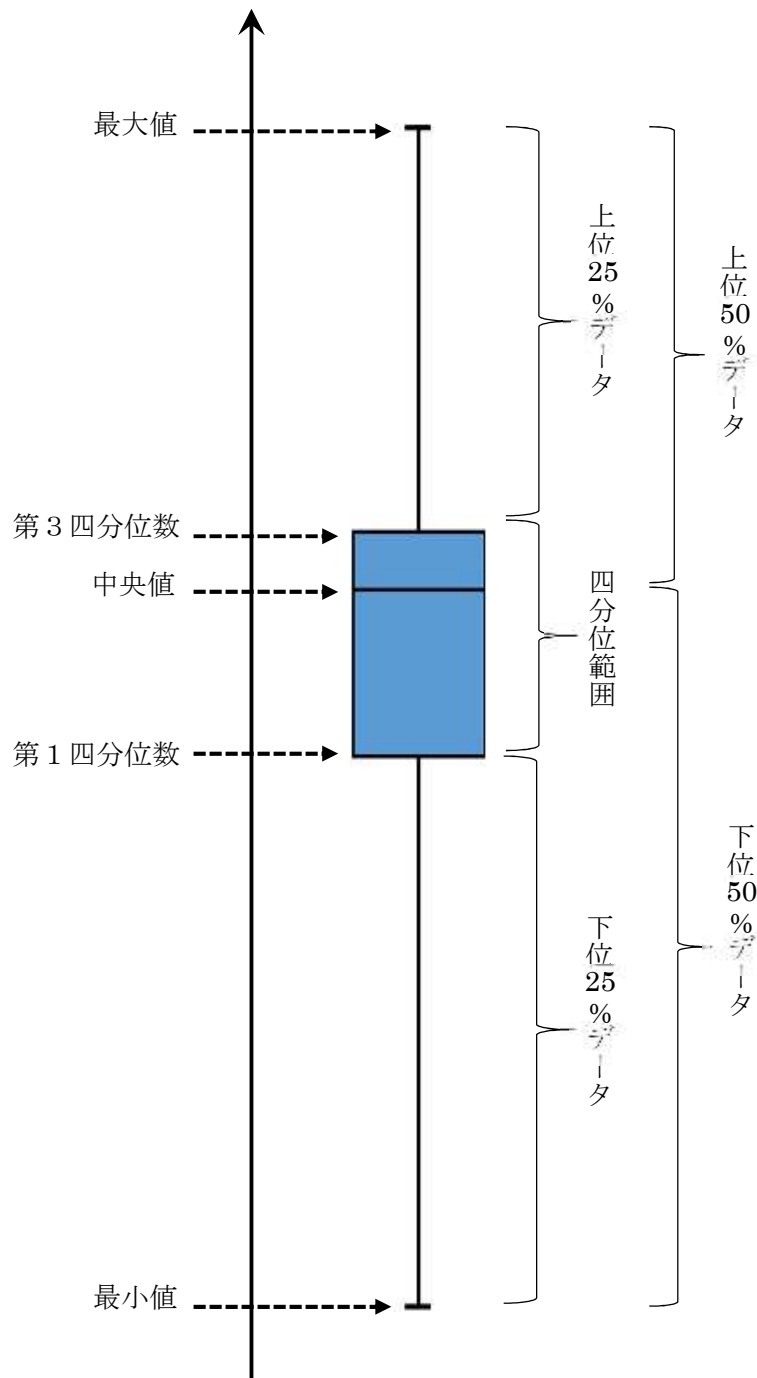 最大値
上位25%データ
上位50%データ
第３四分位数
中央値
四分位範囲
第１四分位数
下位50%データ
下位25%データ
最小値